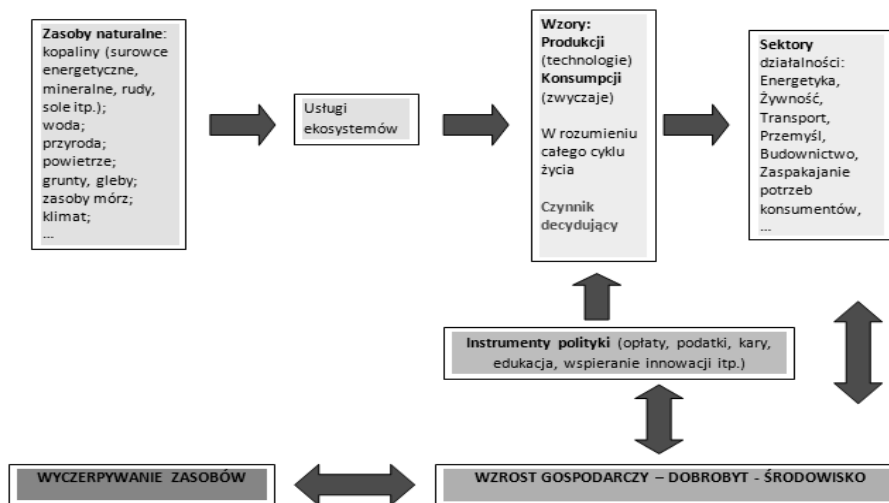 Zasoby naturalne:
kopaliny (surowce
energetyczne,
mineralne, rudy,
sole itp.);
woda;
przyroda;
powietrze;
grunty, gleby;
zasoby mórz;
klimat;
...
Usługi
ekosystemów
Wzory:
Produkcji
(technologie)
Konsumpcji
(zwyczaje)
W rozumieniu
całego cyklu
życia
Czynnik
decydujący
Sektory
działalności:
Energetyka,
Żywność,
Transport,
Przemyśl,
Budownictwo,
Zaspakajanie
potrzeb
konsumentów,
...
Instrumenty polityki (opłaty, podatki, kary,
edukacja, wspieranie innowacji itp.)
WYCZERPYWANIE ZASOBÓW
WZROST GOSPODARCZY – DOBROBYT - ŚRODOWISKO